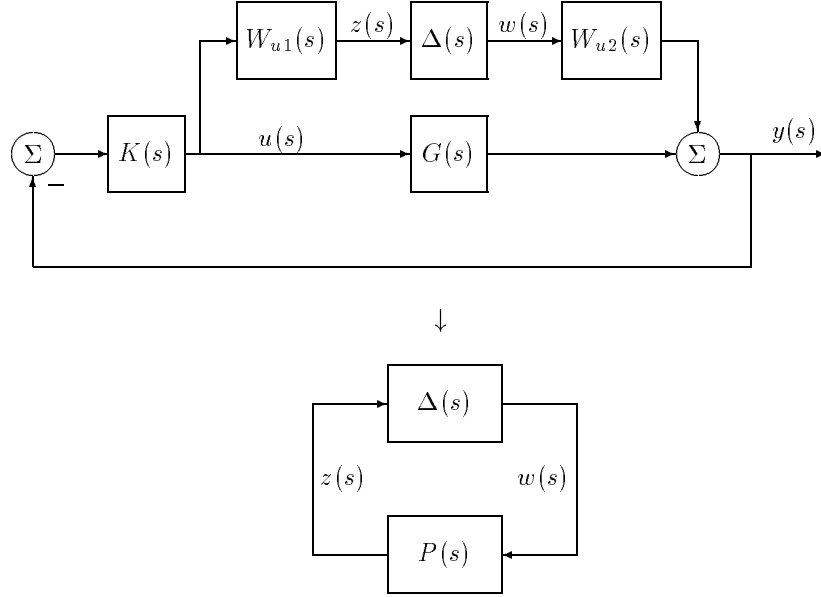 W_{u1}(s) z(s) Δ(s) w(s) W_{u2}(s)
Σ K(s) u(s) G(s) Σ y(s)
−
↓
Δ(s)
z(s) w(s)
P(s)